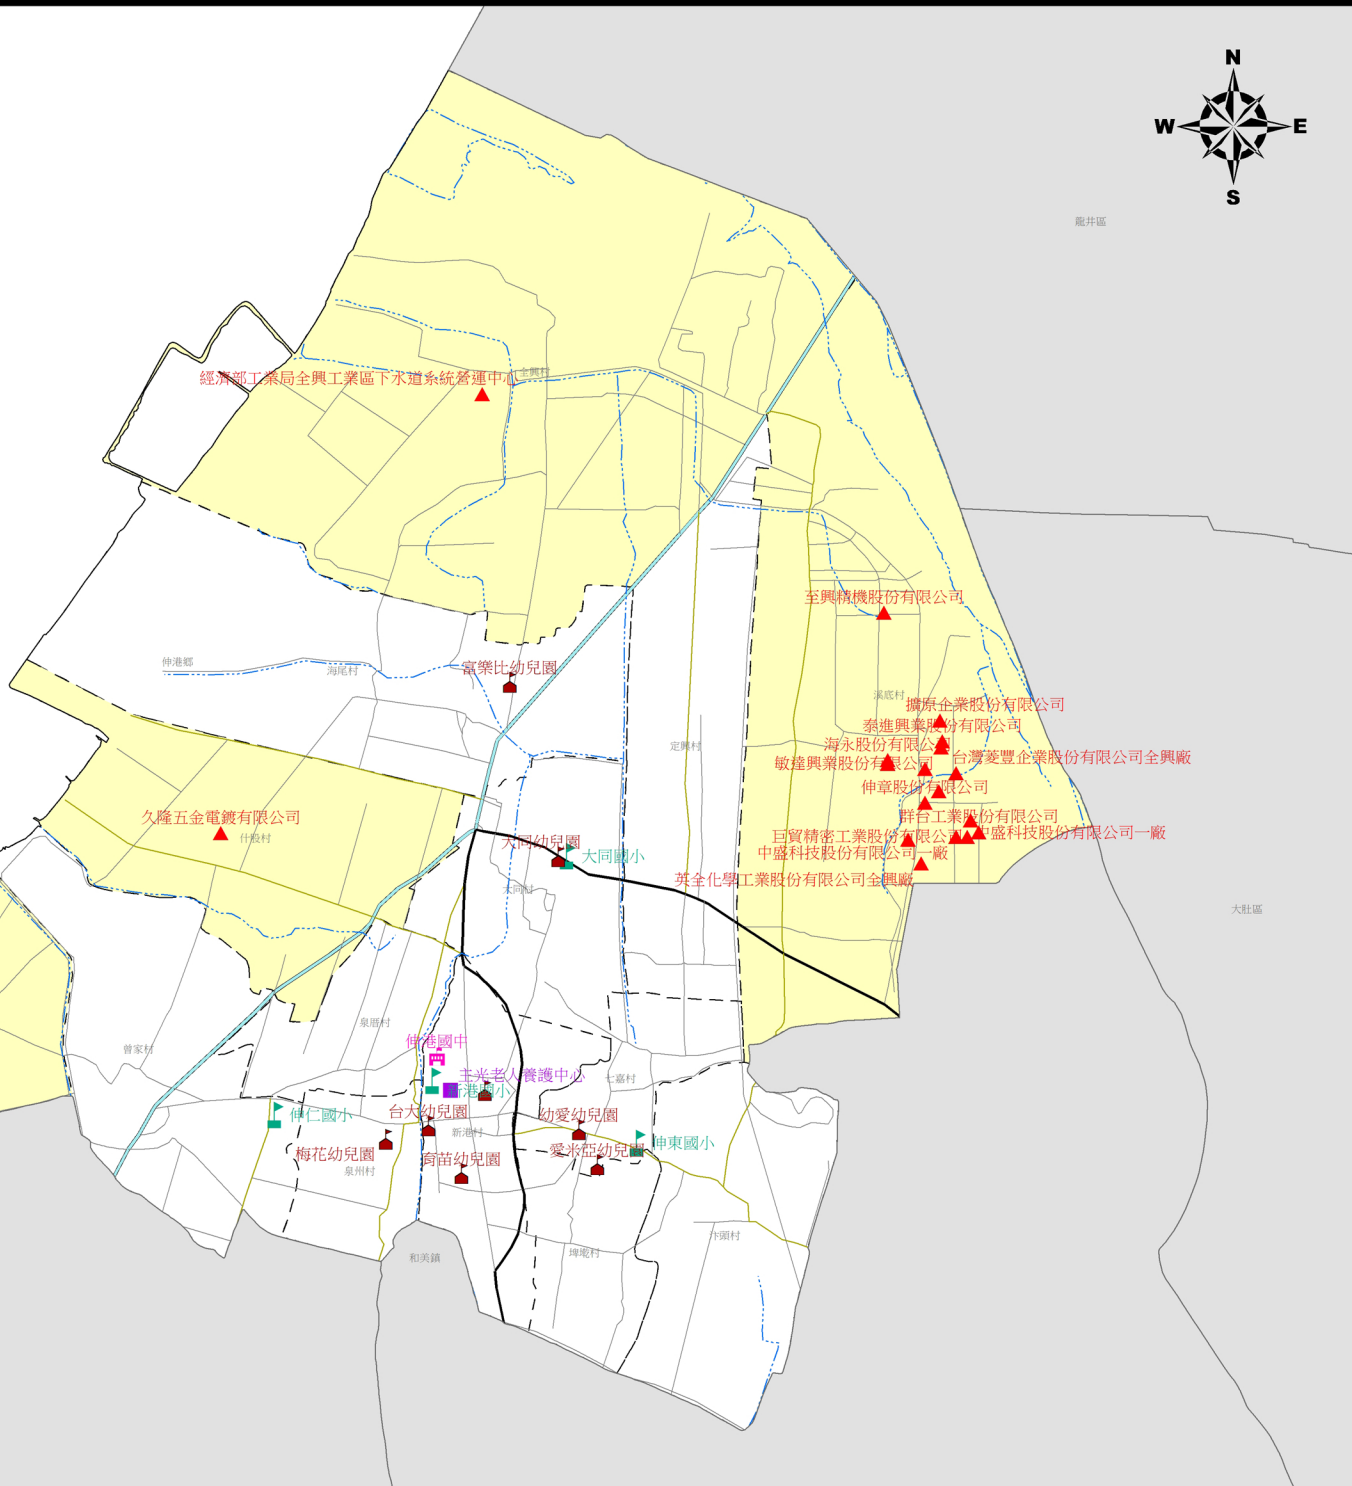 N
W
E
S
龍井區
全興村
經濟部工業局全興工業區下水道系統營運中心
至興精機股份有限公司
伸港鄉
海尾村
富樂比幼兒園
溪底村
擴原企業股份有限公司
泰進興業股份有限公司
定興村
海永股份有限公司
台灣菱豐企業股份有限公司全興廠
敏達興業股份有限公司
伸章股份有限公司
久隆五金電鍍有限公司
群台工業股份有限公司
什股村
中盛科技股份有限公司一廠
巨貿精密工業股份有限公司
大同幼兒園
大同國小
中盛科技股份有限公司一廠
英全化學工業股份有限公司全興廠
大同村
大肚區
泉厝村
伸港國中
曾家村
主光老人養護中心
七嘉村
新港國小
台大幼兒園
伸仁國小
幼愛幼兒園
新港村
伸東國小
梅花幼兒園
愛米亞幼兒園
育苗幼兒園
泉州村
汴頭村
和美鎮
埤墘村